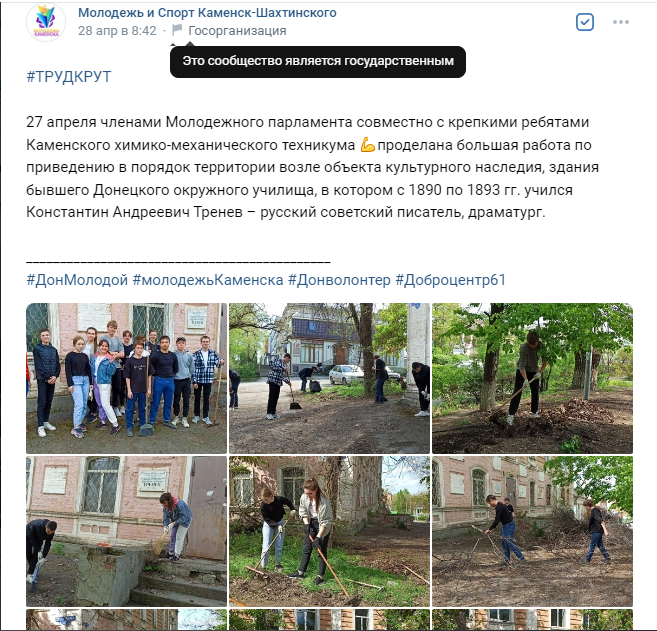 Молодежь и Спорт Каменск-Шахтинского
28 апр в 8:42 · Госорганизация
Это сообщество является государственным
#ТРУДКРУТ
27 апреля членами Молодежного парламента совместно с крепкими ребятами
Каменского химико-механического техникума 💪проделана большая работа по
приведению в порядок территории возле объекта культурного наследия, здания
бывшего Донецкого окружного училища, в котором с 1890 по 1893 гг. учился
Константин Андреевич Тренев – русский советский писатель, драматург.
_____________________________________________
#ДонМолодой #молодежьКаменска #Донволонтер #Доброцентр61